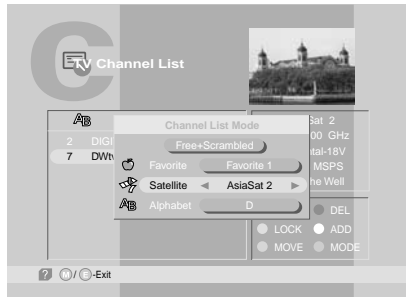 TV Channel List
Sat 2
2 DIGI
00 GHz
7 DWtv
tal-18V
MSPS
he Well
Channel List Mode
Free+Scrambled
Favorite Favorite 1
Satellite ◀ AsiaSat 2 ▶
Alphabet D
DEL
LOCK ADD
MOVE MODE
? M / E -Exit